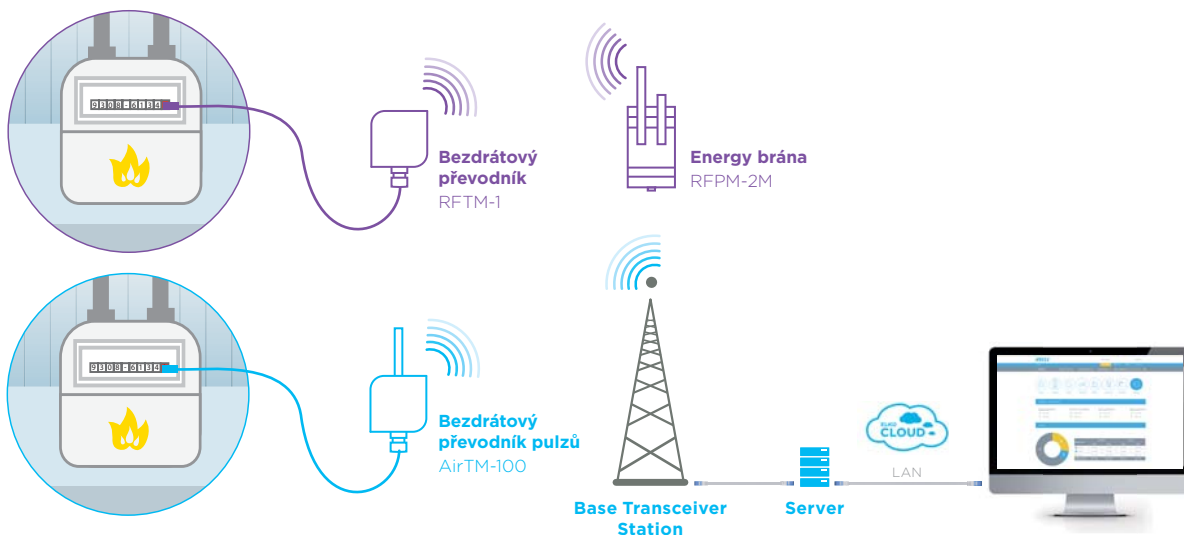 9308-6134
Bezdrátový
převodník
RFTM-1
Energy brána
RFPM-2M
9308-6134
Bezdrátový
převodník pulzů
AirTM-100
Base Transceiver
Station
Server
ELKO
CLOUD
LAN